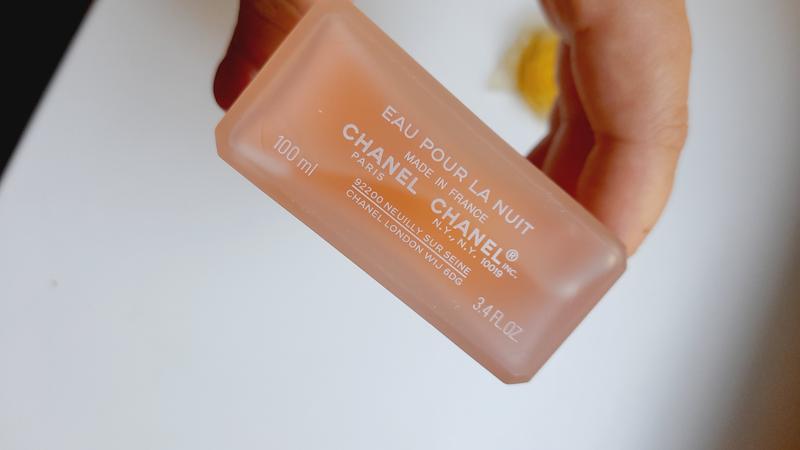 EAU POUR LA NUIT
MADE IN FRANCE
CHANEL CHANEL®INC.
PARIS N.Y., N.Y. 10019
92200 NEUILLY SUR SEINE
CHANEL LONDON W1J 6DG
100 ml 3.4 FL.OZ.